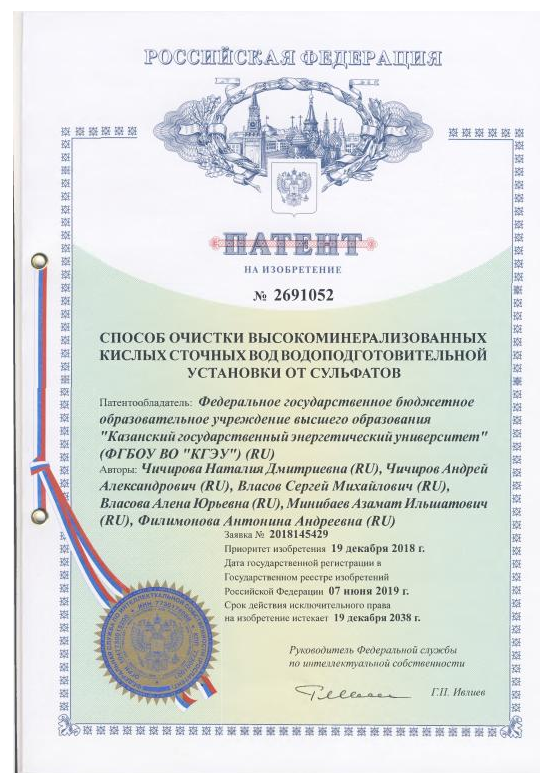 РОССИЙСКАЯ ФЕДЕРАЦИЯ
ПАТЕНТ
НА ИЗОБРЕТЕНИЕ
№ 2691052
СПОСОБ ОЧИСТКИ ВЫСОКОМИНЕРАЛИЗОВАННЫХ
КИСЛЫХ СТОЧНЫХ ВОД ВОДОПОДГОТОВИТЕЛЬНОЙ
УСТАНОВКИ ОТ СУЛЬФАТОВ
Патентообладатель: Федеральное государственное бюджетное
образовательное учреждение высшего образования
"Казанский государственный энергетический университет"
(ФГБОУ ВО "КГЭУ") (RU)
Авторы: Чичирова Наталия Дмитриевна (RU), Чичиров Андрей
Александрович (RU), Власов Сергей Михайлович (RU),
Власова Алена Юрьевна (RU), Минибаев Азамат Ильшатович
(RU), Филимонова Антонина Андреевна (RU)
Заявка № 2018145429
Приоритет изобретения 19 декабря 2018 г.
Дата государственной регистрации в
Государственном реестре изобретений
Российской Федерации 07 июня 2019 г.
Срок действия исключительного права
на изобретение истекает 19 декабря 2038 г.
Руководитель Федеральной службы
по интеллектуальной собственности
Г.П. Ивлиев